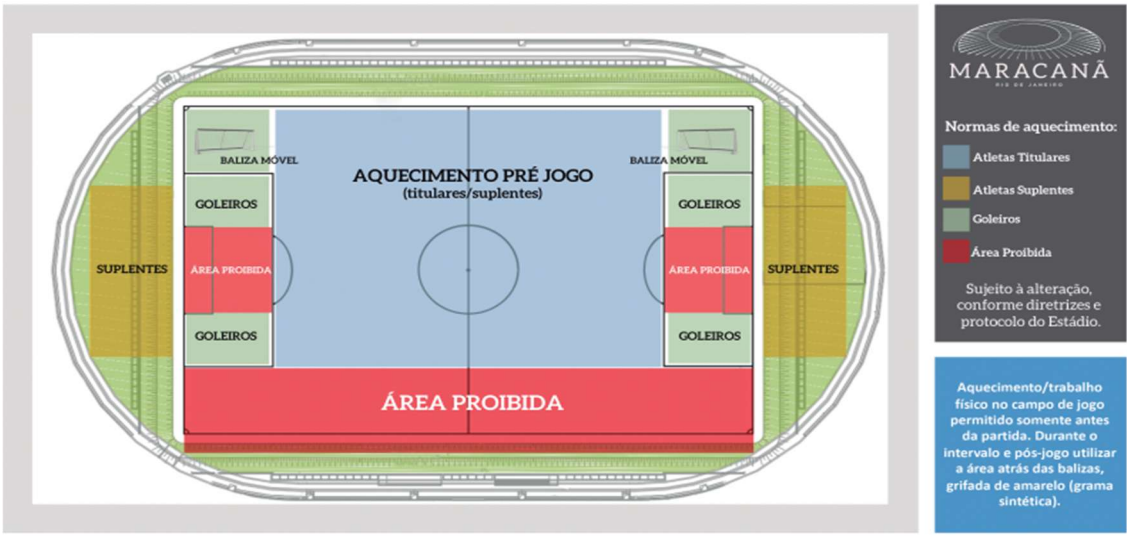 BALIZA MÓVEL
BALIZA MÓVEL
AQUECIMENTO PRÉ JOGO
(titulares/suplentes)
GOLEIROS
GOLEIROS
SUPLENTES
ÁREA PROIBIDA
ÁREA PROIBIDA
SUPLENTES
GOLEIROS
GOLEIROS
ÁREA PROIBIDA
MARACANÃ
RIO DE JANEIRO
Normas de aquecimento:
Atletas Titulares
Atletas Suplentes
Goleiros
Área Proibida
Sujeito à alteração,
conforme diretrizes e
protocolo do Estádio.
Aquecimento/trabalho
físico no campo de jogo
permitido somente antes
da partida. Durante o
intervalo e pós-jogo utilizar
a área atrás das balizas,
grifada de amarelo (grama
sintética).